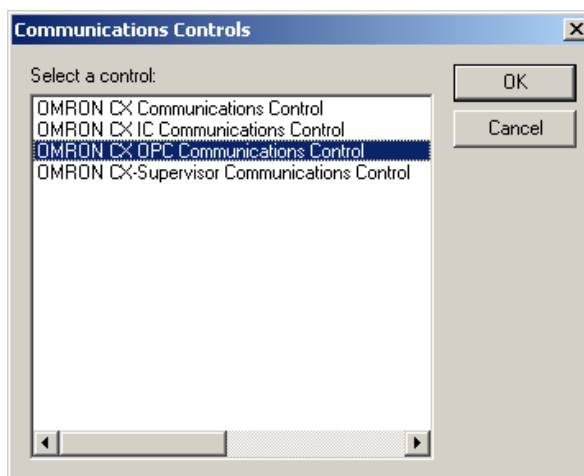 Communications Controls
Select a control:
OMRON CX Communications Control
OMRON CX IC Communications Control
OMRON CX OPC Communications Control
OMRON CX-Supervisor Communications Control
OK
Cancel